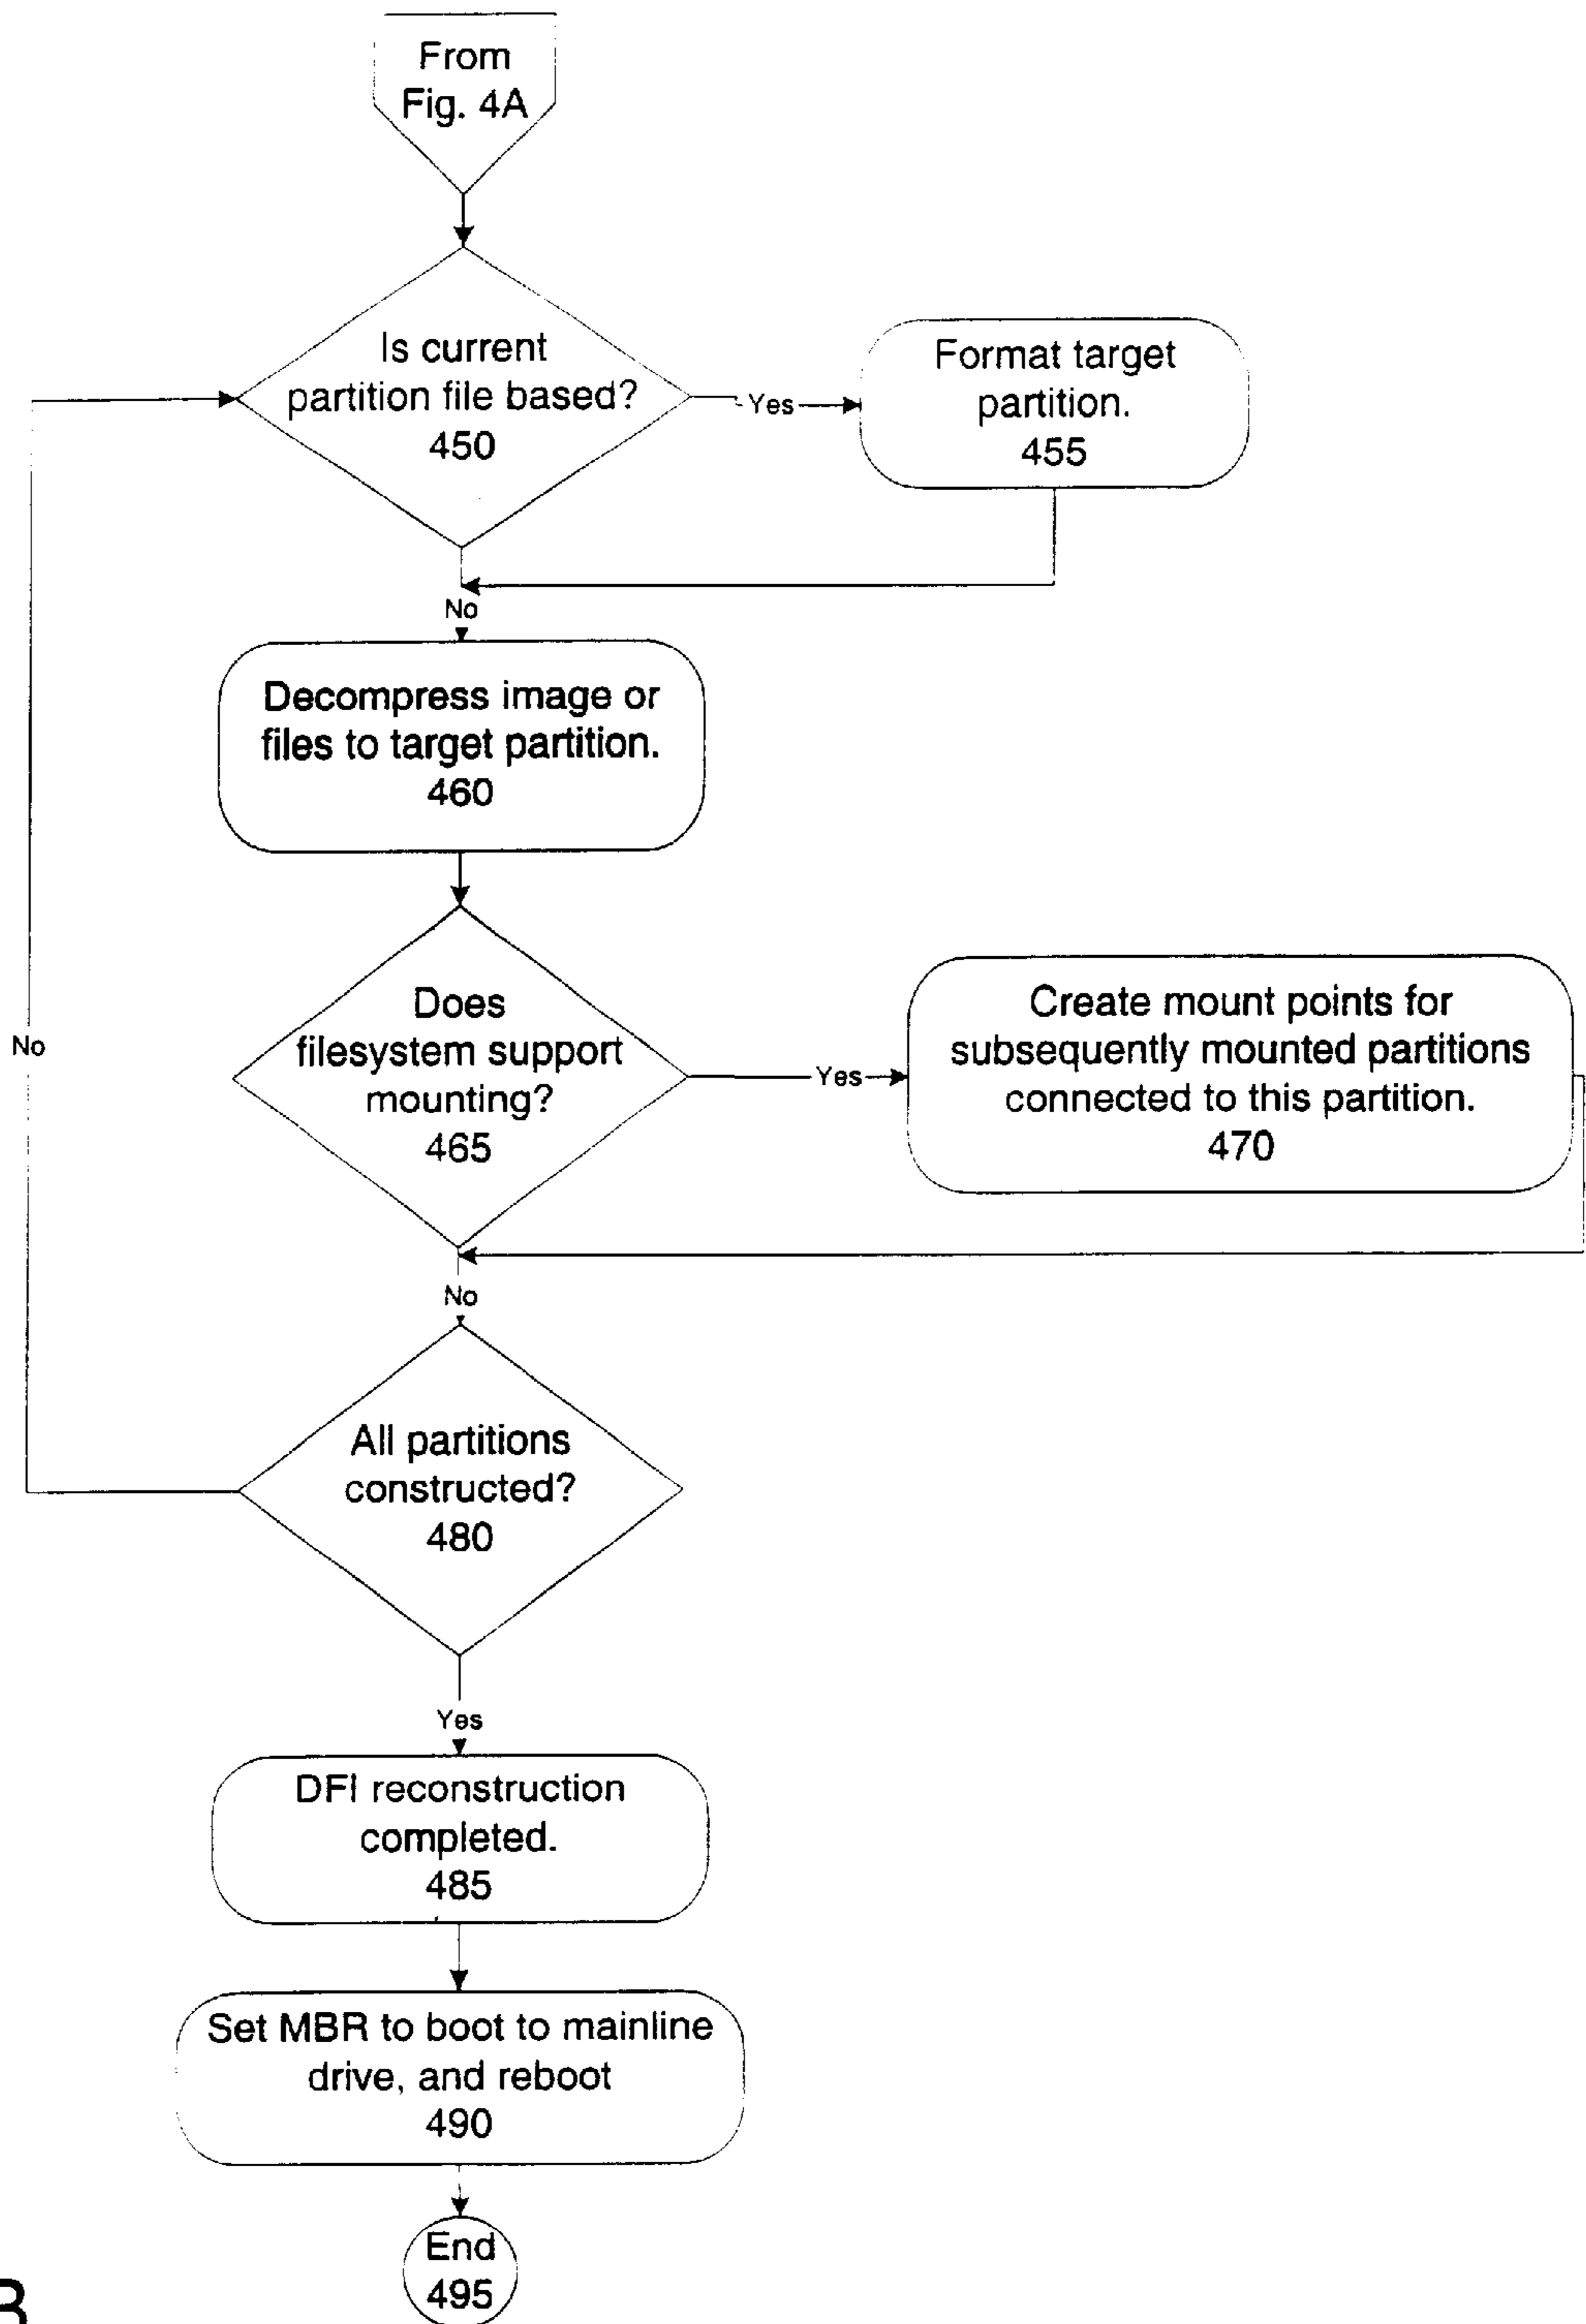 From
Fig. 4A
Is current
partition file based?
450
Yes
Format target
partition.
455
No
Decompress image or
files to target partition.
460
Does
filesystem support
mounting?
465
Yes
Create mount points for
subsequently mounted partitions
connected to this partition.
470
No
No
All partitions
constructed?
480
Yes
DFI reconstruction
completed.
485
Set MBR to boot to mainline
drive, and reboot
490
End
495